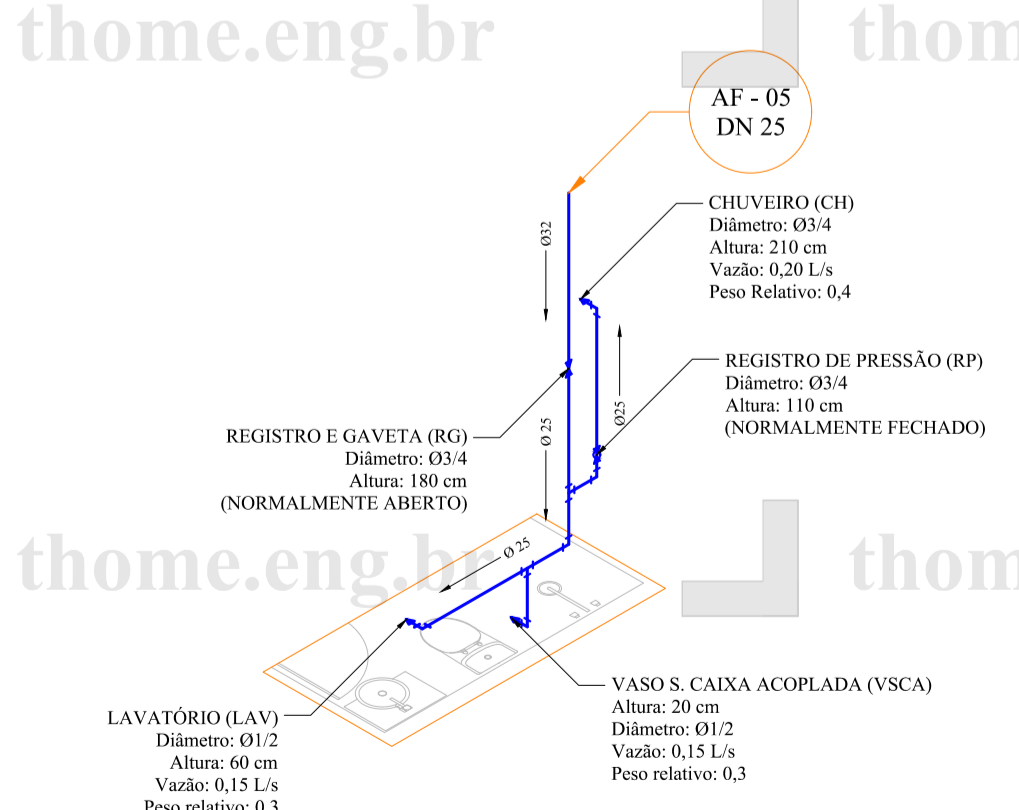 thome.eng.br
thom
AF - 05
DN 25
CHUVEIRO (CH)
Diâmetro: Ø3/4
Altura: 210 cm
Vazão: 0,20 L/s
Peso Relativo: 0,4
Ø32
REGISTRO DE PRESSÃO (RP)
Diâmetro: Ø3/4
Altura: 110 cm
(NORMALMENTE FECHADO)
Ø25
Ø 25
REGISTRO E GAVETA (RG)
Diâmetro: Ø3/4
Altura: 180 cm
(NORMALMENTE ABERTO)
thome.eng.br
thom
Ø 25
VASO S. CAIXA ACOPLADA (VSCA)
Altura: 20 cm
Diâmetro: Ø1/2
Vazão: 0,15 L/s
Peso relativo: 0,3
LAVATÓRIO (LAV)
Diâmetro: Ø1/2
Altura: 60 cm
Vazão: 0,15 L/s
Peso relativo: 0,3